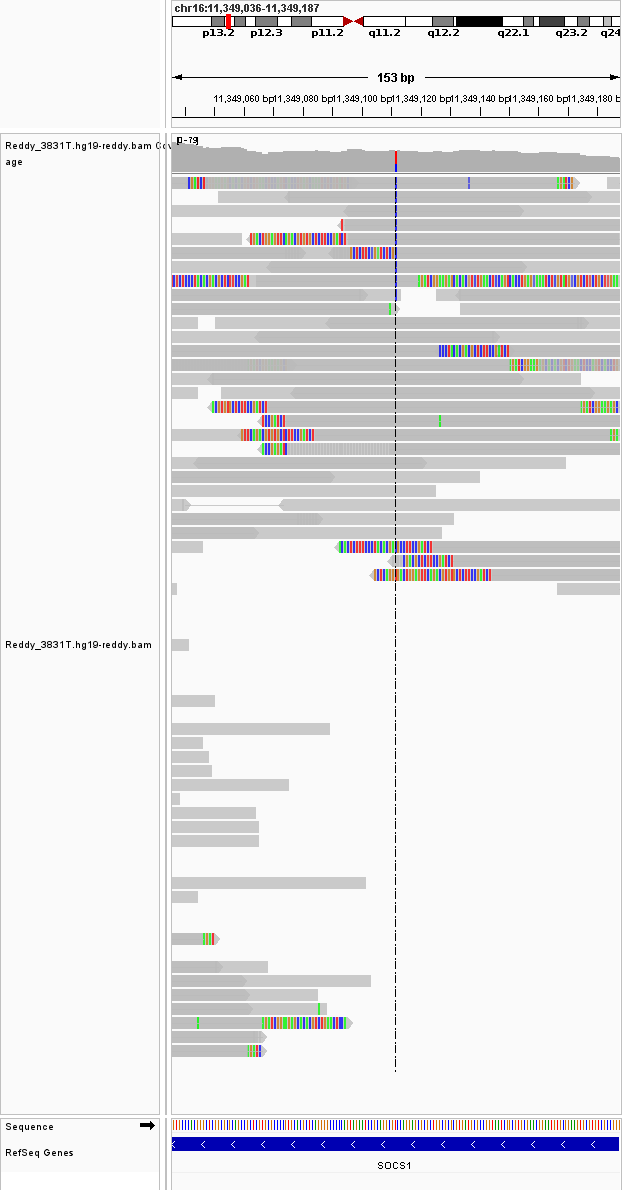 chr16:11,349,036-11,349,187
p13.2 p12.3 p11.2 q11.2 q12.2 q22.1 q23.2 q24
153 bp
11,349,060 bp 11,349,080 bp 11,349,100 bp 11,349,120 bp 11,349,140 bp 11,349,160 bp 11,349,180 b
Reddy_3831T.hg19-reddy.bam Cov
age
Reddy_3831T.hg19-reddy.bam
Sequence
RefSeq Genes
SOCS1